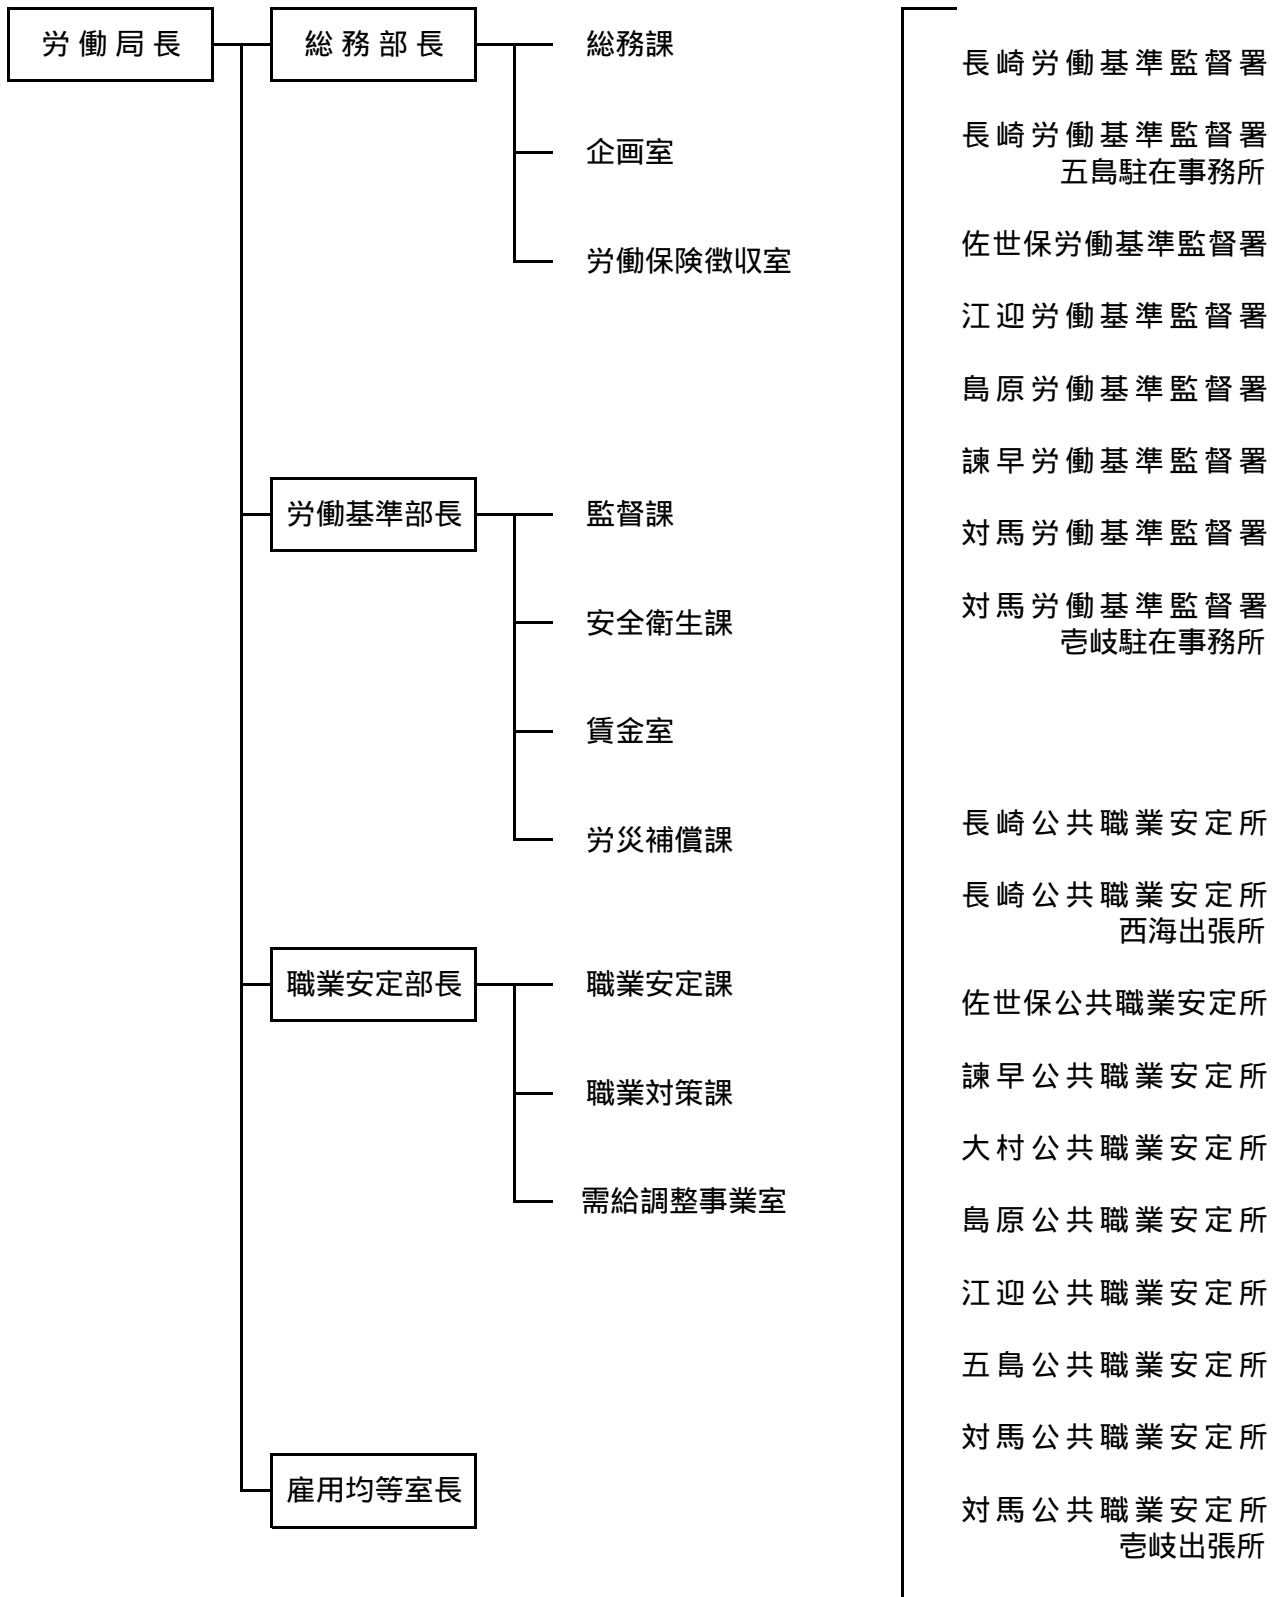 労働局長
総務部長
総務課
企画室
労働保険徴収室
労働基準部長
監督課
安全衛生課
賃金室
労災補償課
職業安定部長
職業安定課
職業対策課
需給調整事業室
雇用均等室長
長崎労働基準監督署
長崎労働基準監督署
五島駐在事務所
佐世保労働基準監督署
江迎労働基準監督署
島原労働基準監督署
諫早労働基準監督署
対馬労働基準監督署
対馬労働基準監督署
壱岐駐在事務所
長崎公共職業安定所
長崎公共職業安定所
西海出張所
佐世保公共職業安定所
諫早公共職業安定所
大村公共職業安定所
島原公共職業安定所
江迎公共職業安定所
五島公共職業安定所
対馬公共職業安定所
対馬公共職業安定所
壱岐出張所